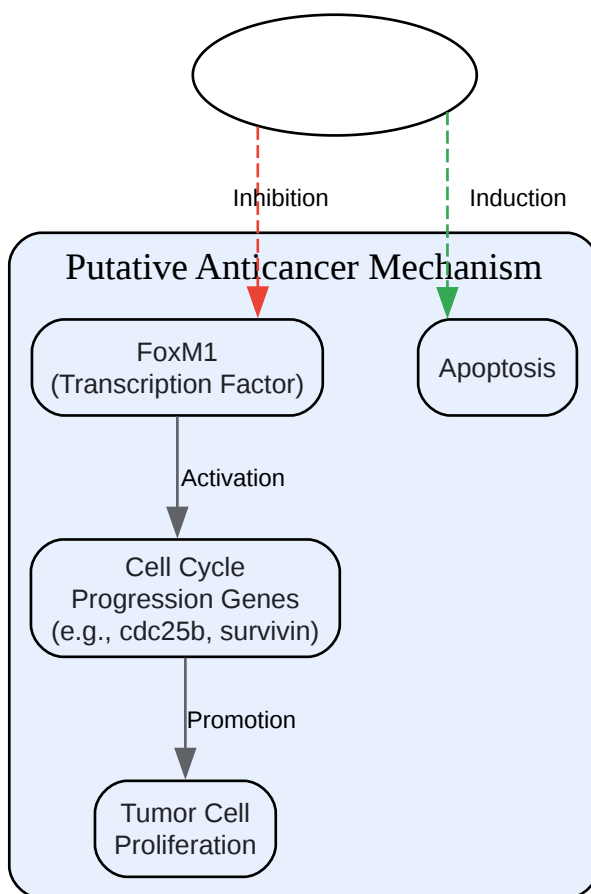 Inhibition
Induction
Putative Anticancer Mechanism
FoxM1
(Transcription Factor)
Apoptosis
Activation
Cell Cycle
Progression Genes
(e.g., cdc25b, survivin)
Promotion
Tumor Cell
Proliferation